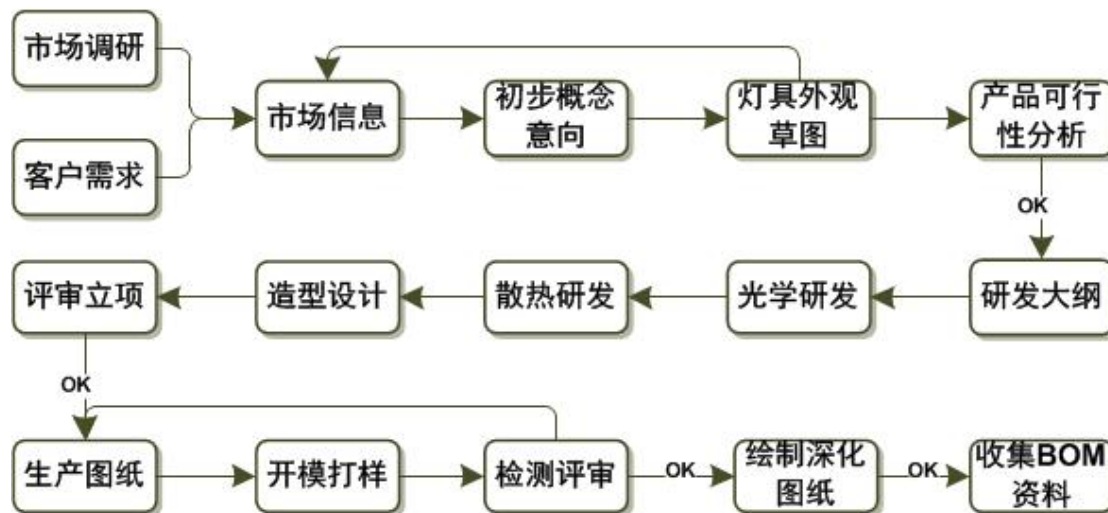 市场调研
客户需求
市场信息
初步概念
意向
灯具外观
草图
产品可行
性分析
OK
研发大纲
光学研发
散热研发
造型设计
评审立项
OK
生产图纸
开模打样
检测评审
OK
绘制深化
图纸
OK
收集BOM
资料